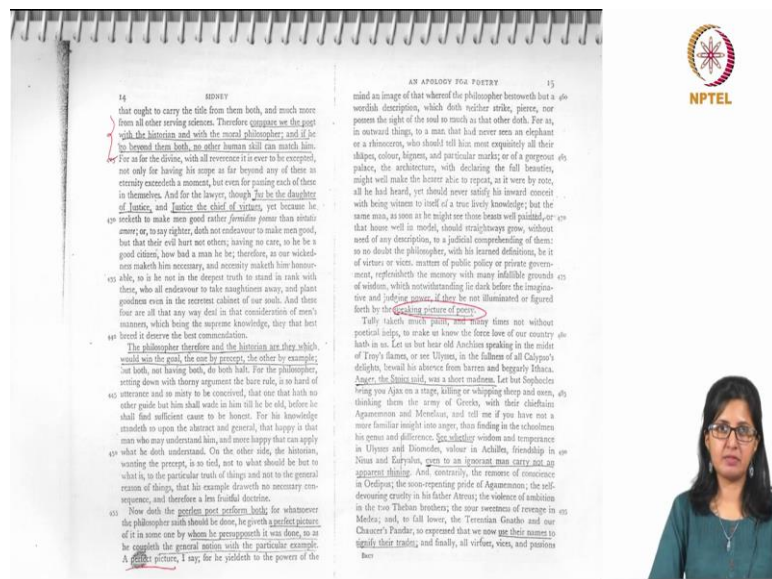 14 SIDNEY
that ought to carry the title from them both, and much more
from all other serving sciences. Therefore compare we the poet
with the historian and with the moral philosopher; and if he
go beyond them both, no other human skill can match him.
For as for the divine, with all reverence it is ever to be excepted,
not only for having his scope as far beyond any of these as
eternity exceedeth a moment, but even for passing each of these
in themselves. And for the lawyer, though Jus be the daughter
of Justice, and Justice the chief of virtues, yet because he
430 seeketh to make men good rather formidine poenae than virtutis
amore; or, to say righter, doth not endeavour to make men good,
but that their evil hurt not others; having no care, so he be a
good citizen, how bad a man he be; therefore, as our wicked-
ness maketh him necessary, and necessity maketh him honour-
435 able, so is he not in the deepest truth to stand in rank with
these, who all endeavour to take naughtiness away, and plant
goodness even in the secretest cabinet of our souls. And these
four are all that any way deal in that consideration of men's
manners, which being the supreme knowledge, they that best
440 breed it deserve the best commendation.
The philosopher therefore and the historian are they which
would win the goal, the one by precept, the other by example;
but both, not having both, do both halt. For the philosopher,
setting down with thorny argument the bare rule, is so hard of
445 utterance and so misty to be conceived, that one that hath no
other guide but him shall wade in him till he be old, before he
shall find sufficient cause to be honest. For his knowledge
standeth so upon the abstract and general, that happy is that
man who may understand him, and more happy that can apply
450 what he doth understand. On the other side, the historian,
wanting the precept, is so tied, not to what should be but to
what is, to the particular truth of things and not to the general
reason of things, that his example draweth no necessary con-
sequence, and therefore a less fruitful doctrine.
455 Now doth the peerless poet perform both; for whatsoever
the philosopher saith should be done, he giveth a perfect picture
of it in some one by whom he presupposeth it was done, so as
he coupleth the general notion with the particular example.
A perfect picture, I say; for he yieldeth to the powers of the
AN APOLOGY FOR POETRY 15
mind an image of that whereof the philosopher bestoweth but a 460
wordish description, which doth neither strike, pierce, nor
possess the sight of the soul so much as that other doth. For as,
in outward things, to a man that had never seen an elephant
or a rhinoceros, who should tell him most exquisitely all their
shapes, colour, bigness, and particular marks; or of a gorgeous 465
palace, the architecture, with declaring the full beauties,
might well make the hearer able to repeat, as it were by rote,
all he had heard, yet should never satisfy his inward conceit
with being witness to itself of a true lively knowledge; but the
same man, as soon as he might see those beasts well painted, or 470
that house well in model, should straightways grow, without
need of any description, to a judicial comprehending of them:
so no doubt the philosopher, with his learned definitions, be it
of virtues or vices, matters of public policy or private govern-
ment, replenisheth the memory with many infallible grounds 475
of wisdom, which notwithstanding lie dark before the imagina-
tive and judging power, if they be not illuminated or figured
forth by the speaking picture of poesy.
Tully taketh much pains, and many times not without
poetical helps, to make us know the force love of our country 480
hath in us. Let us but hear old Anchises speaking in the midst
of Troy's flames, or see Ulysses, in the fullness of all Calypso's
delights, bewail his absence from barren and beggarly Ithaca.
Anger, the Stoics said, was a short madness. Let but Sophocles
bring you Ajax on a stage, killing or whipping sheep and oxen, 485
thinking them the army of Greeks, with their chieftains
Agamemnon and Menelaus, and tell me if you have not a
more familiar insight into anger, than finding in the schoolmen
his genus and difference. See whether wisdom and temperance
in Ulysses and Diomedes, valour in Achilles, friendship in 490
Nisus and Euryalus, even to an ignorant man carry not an
apparent shining. And, contrarily, the remorse of conscience
in Oedipus; the soon-repenting pride of Agamemnon; the self-
devouring cruelty in his father Atreus; the violence of ambition
in the two Theban brothers; the sour sweetness of revenge in 495
Medea; and, to fall lower, the Terentian Gnatho and our
Chaucer's Pandar, so expressed that we now use their names to
signify their trades; and finally, all virtues, vices, and passions
NPTEL